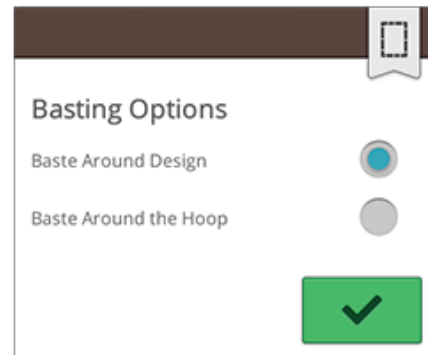 Basting Options
Baste Around Design
Baste Around the Hoop